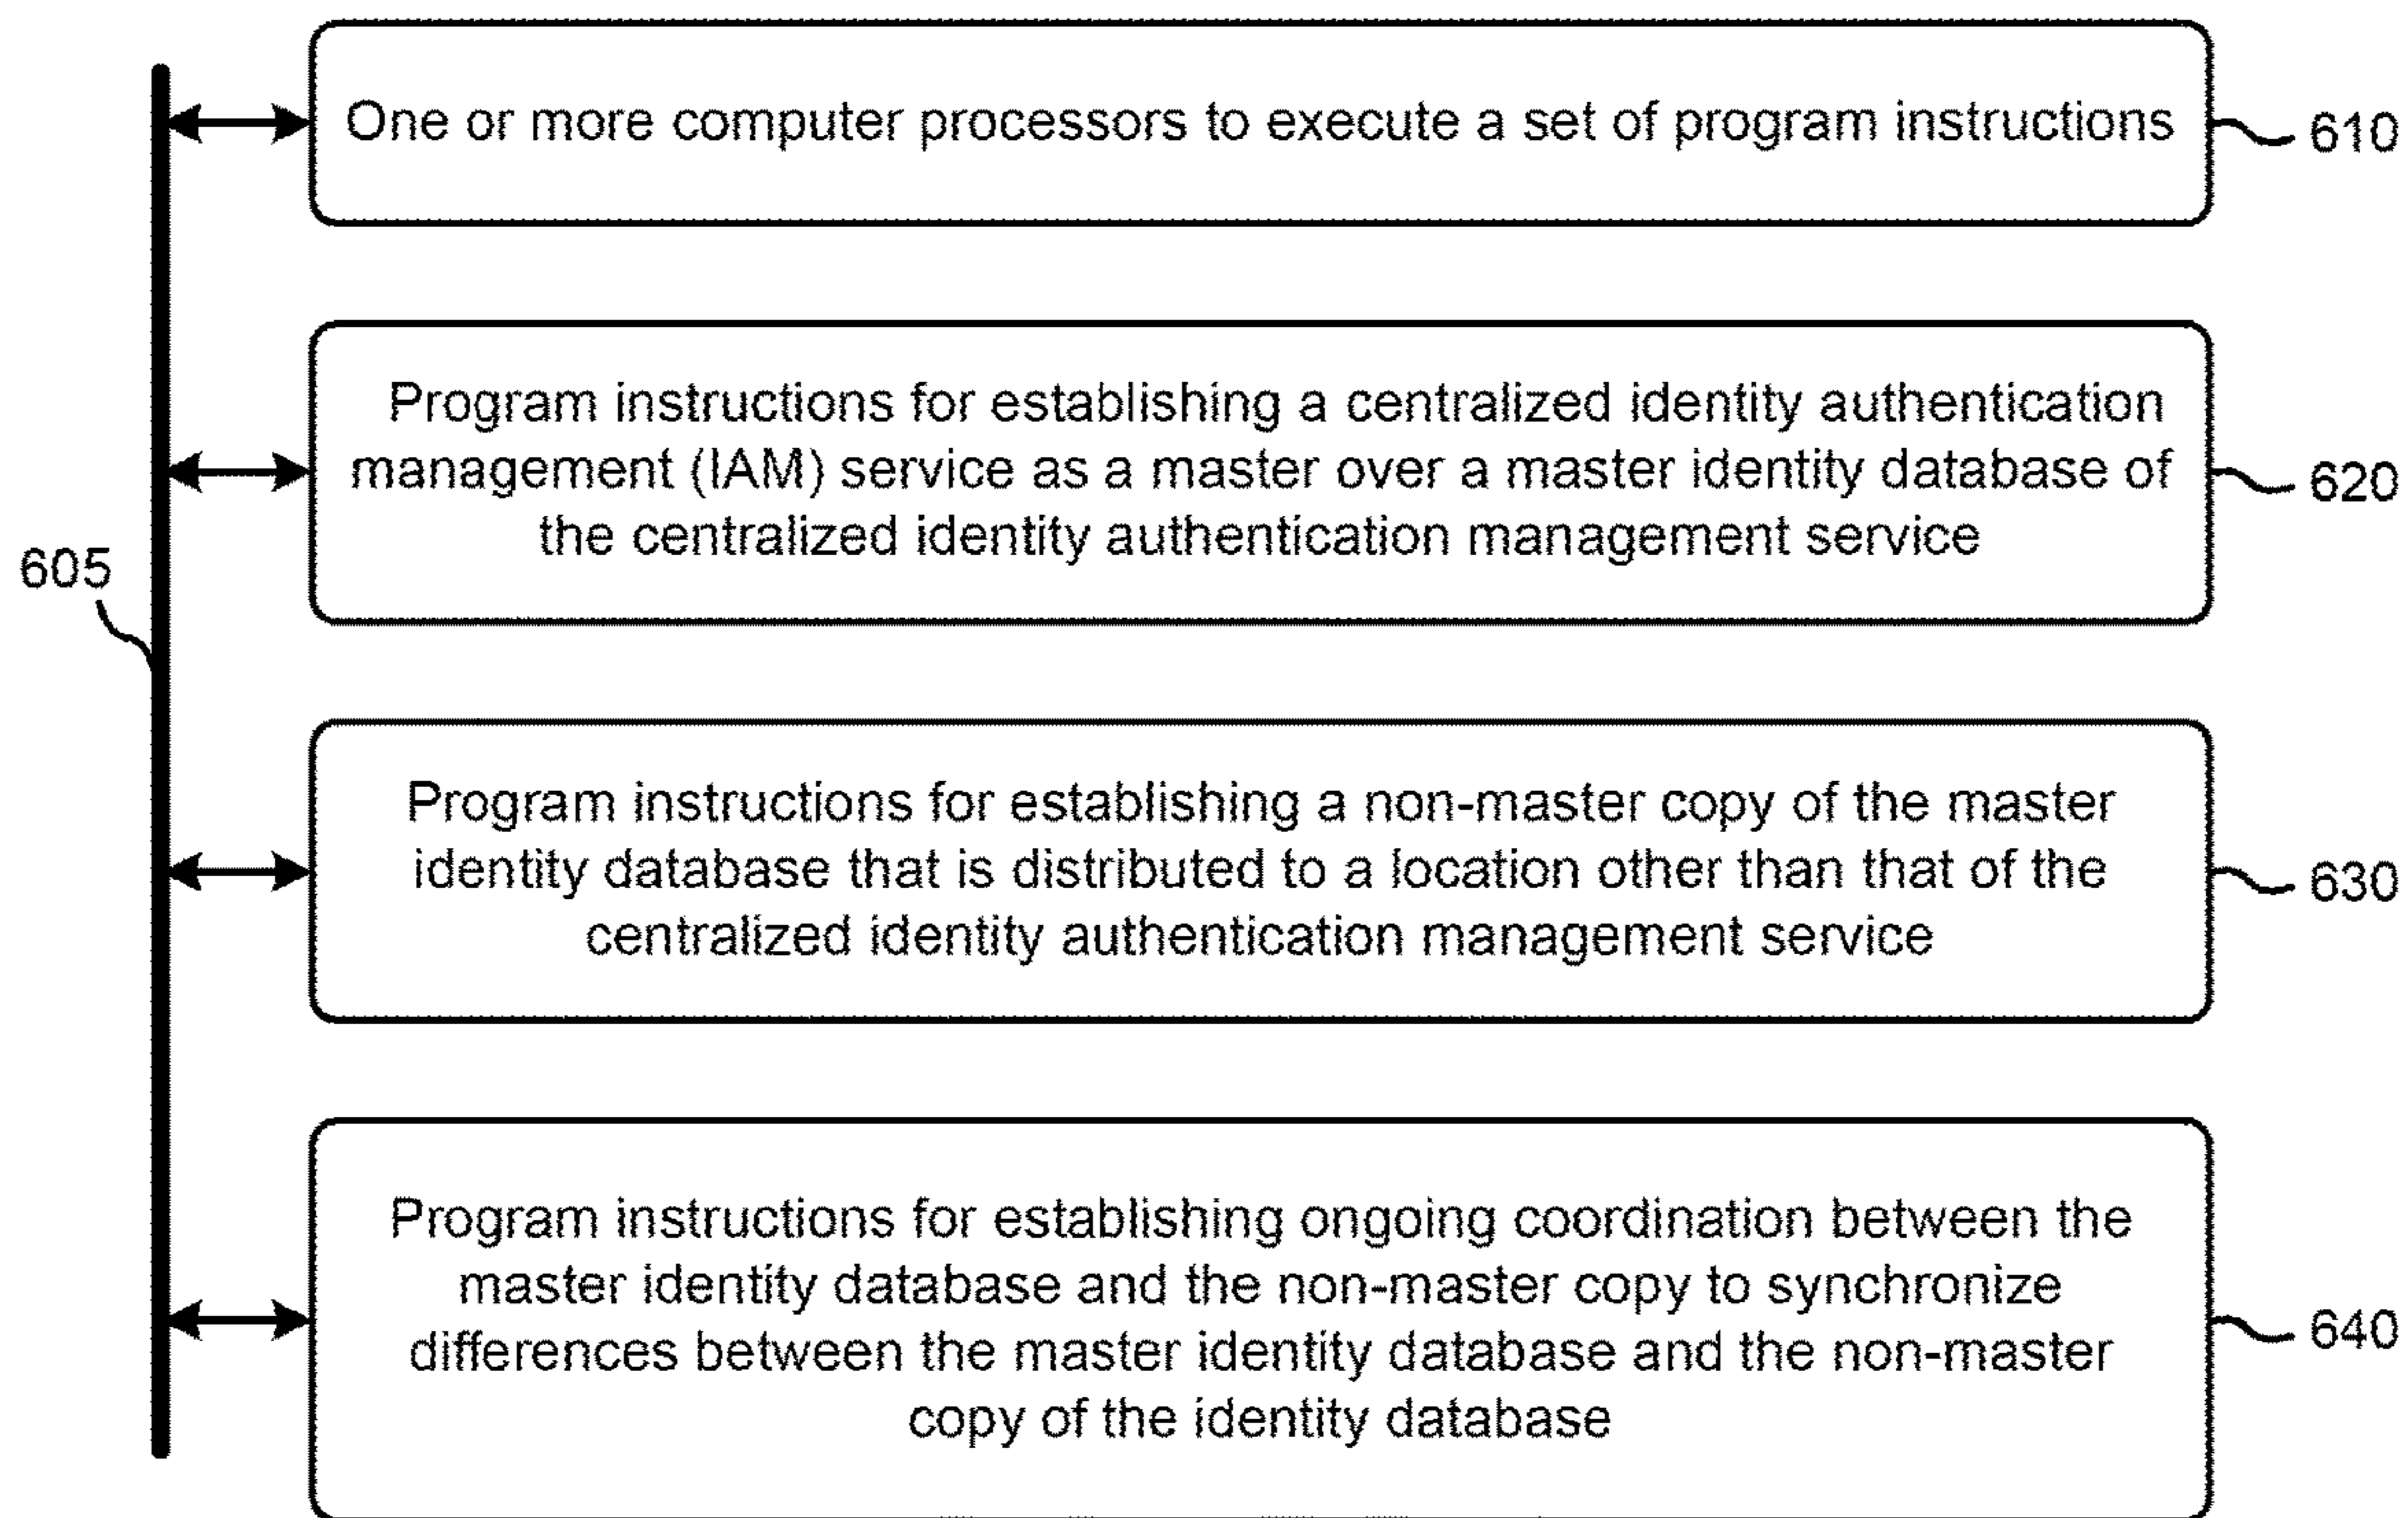 One or more computer processors to execute a set of program instructions
610
Program instructions for establishing a centralized identity authentication
management (IAM) service as a master over a master identity database of
the centralized identity authentication management service
620
605
Program instructions for establishing a non-master copy of the master
identity database that is distributed to a location other than that of the
centralized identity authentication management service
630
Program instructions for establishing ongoing coordination between the
master identity database and the non-master copy to synchronize
differences between the master identity database and the non-master
copy of the identity database
640